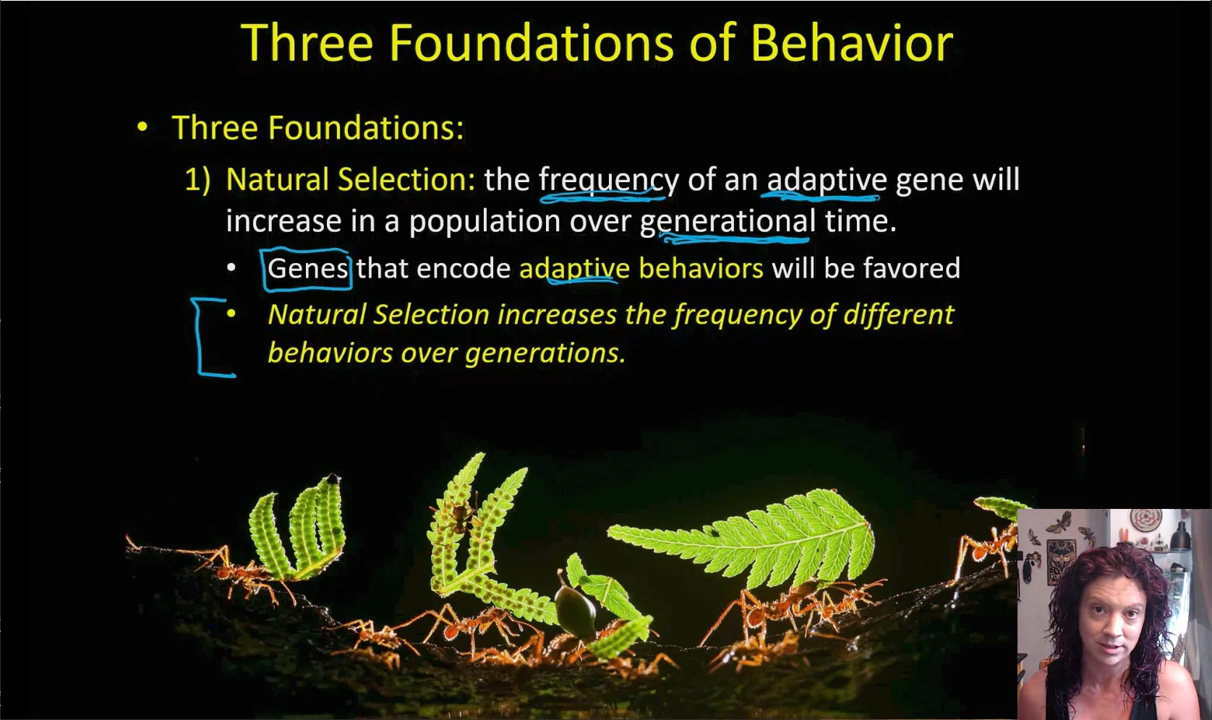 Three Foundations of Behavior
• Three Foundations:
1) Natural Selection: the frequency of an adaptive gene will
increase in a population over generational time.
• Genes that encode adaptive behaviors will be favored
• Natural Selection increases the frequency of different
behaviors over generations.